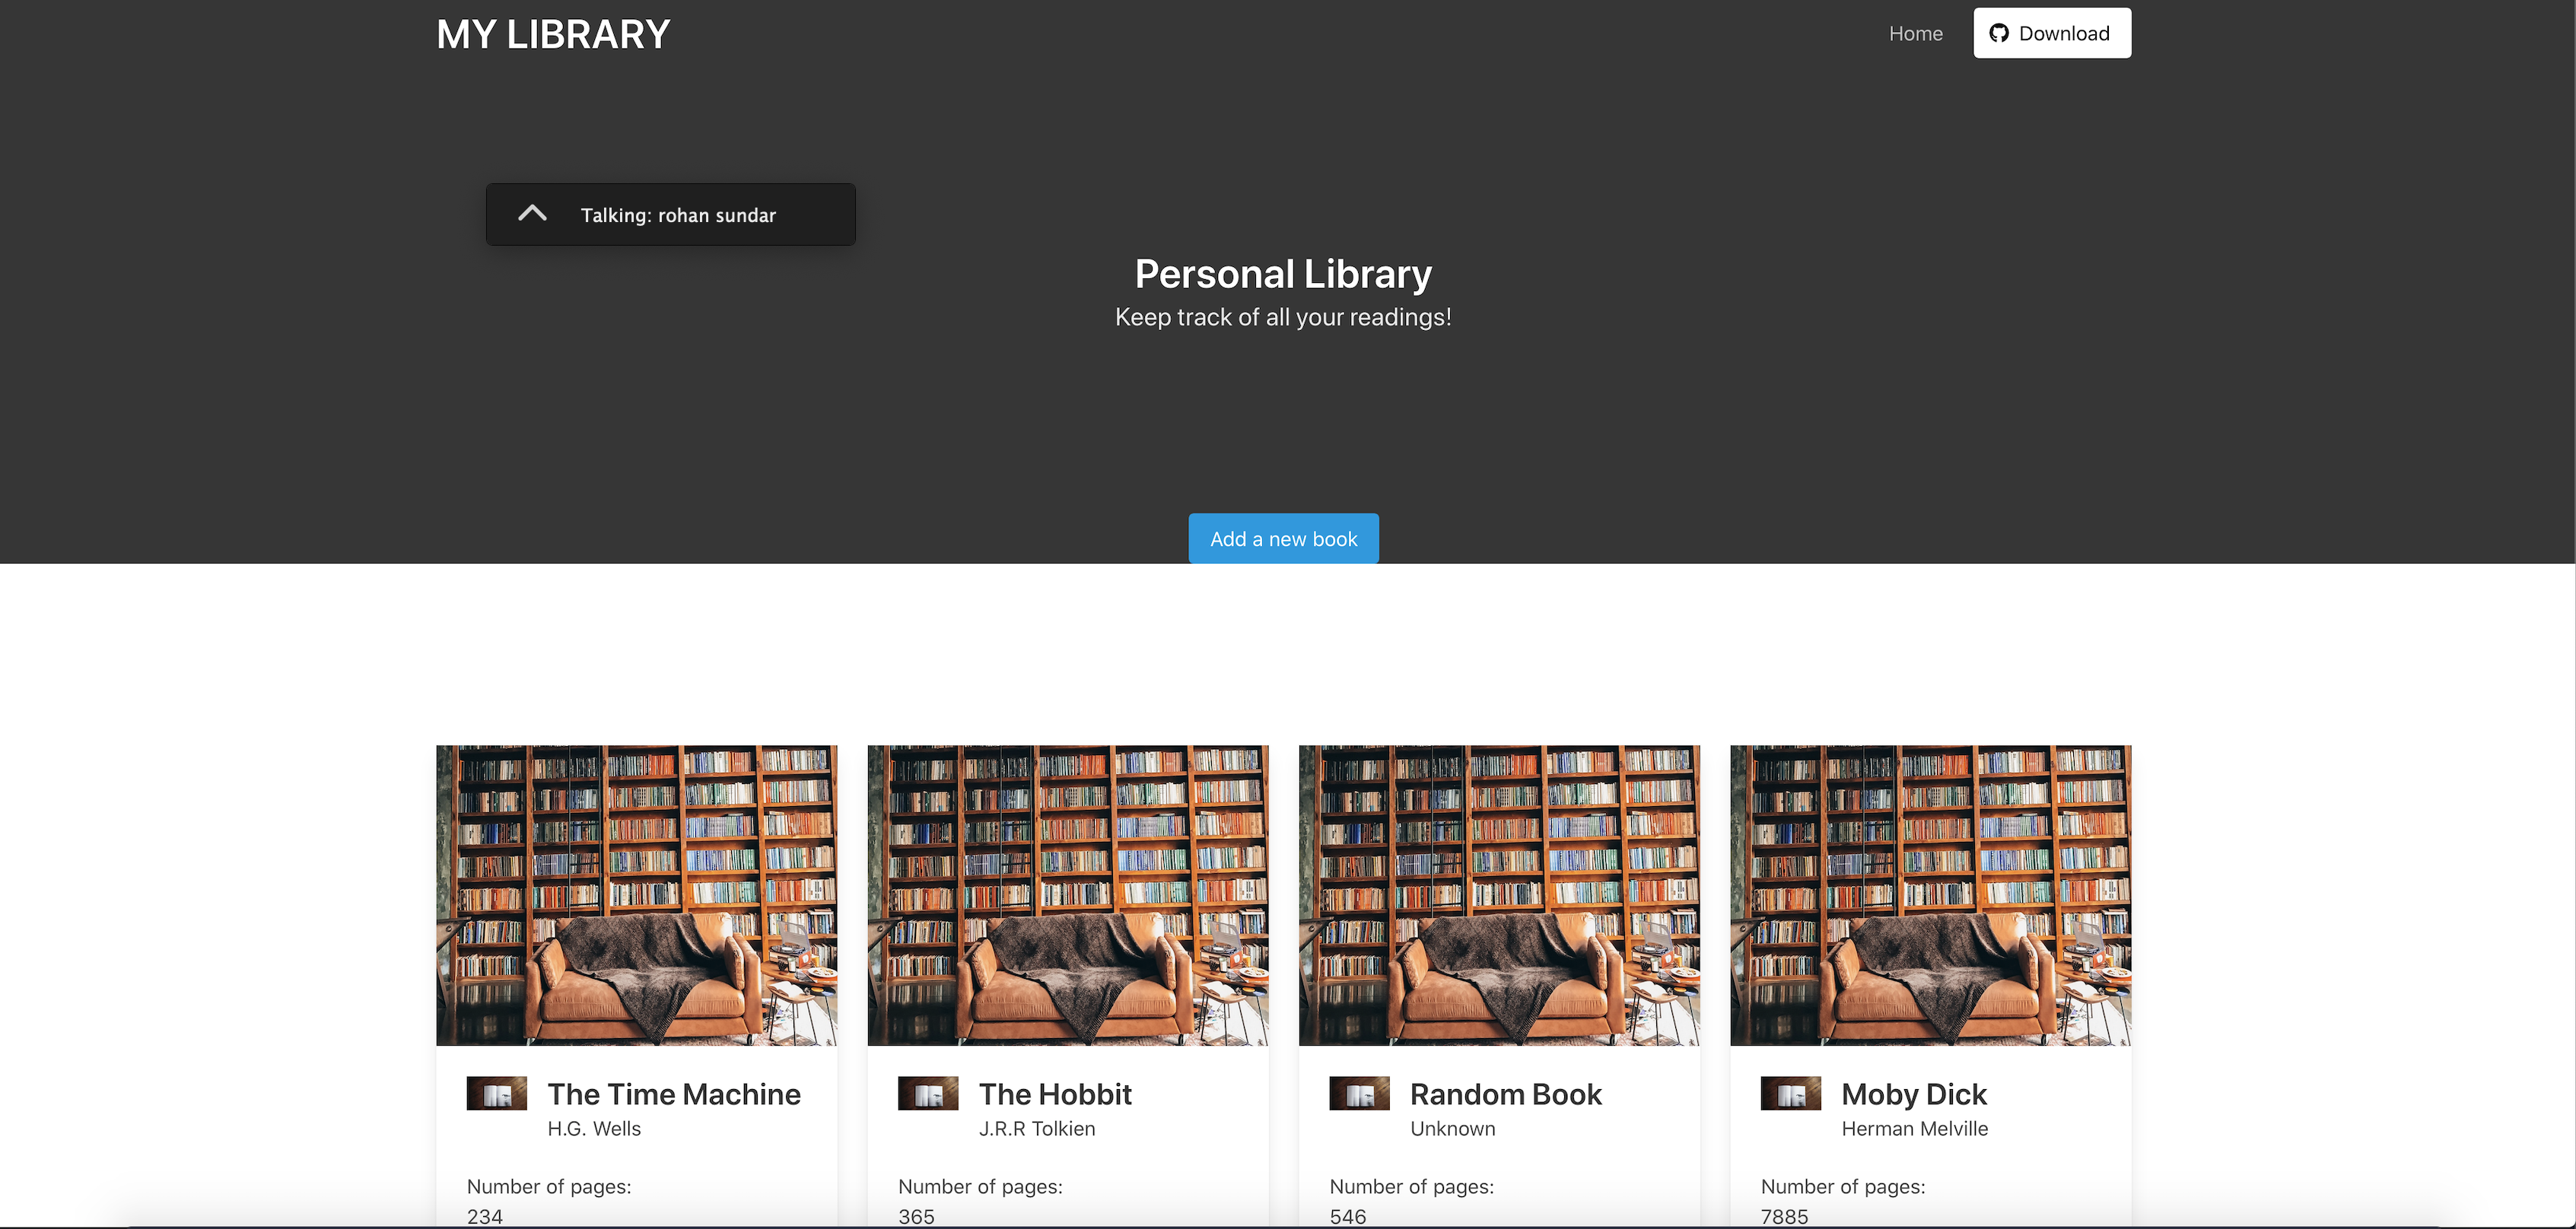 MY LIBRARY
Home
Download
Talking: rohan sundar
Personal Library
Keep track of all your readings!
Add a new book
The Time Machine
H.G. Wells
Number of pages:
234
The Hobbit
J.R.R Tolkien
Number of pages:
365
Random Book
Unknown
Number of pages:
546
Moby Dick
Herman Melville
Number of pages:
7885